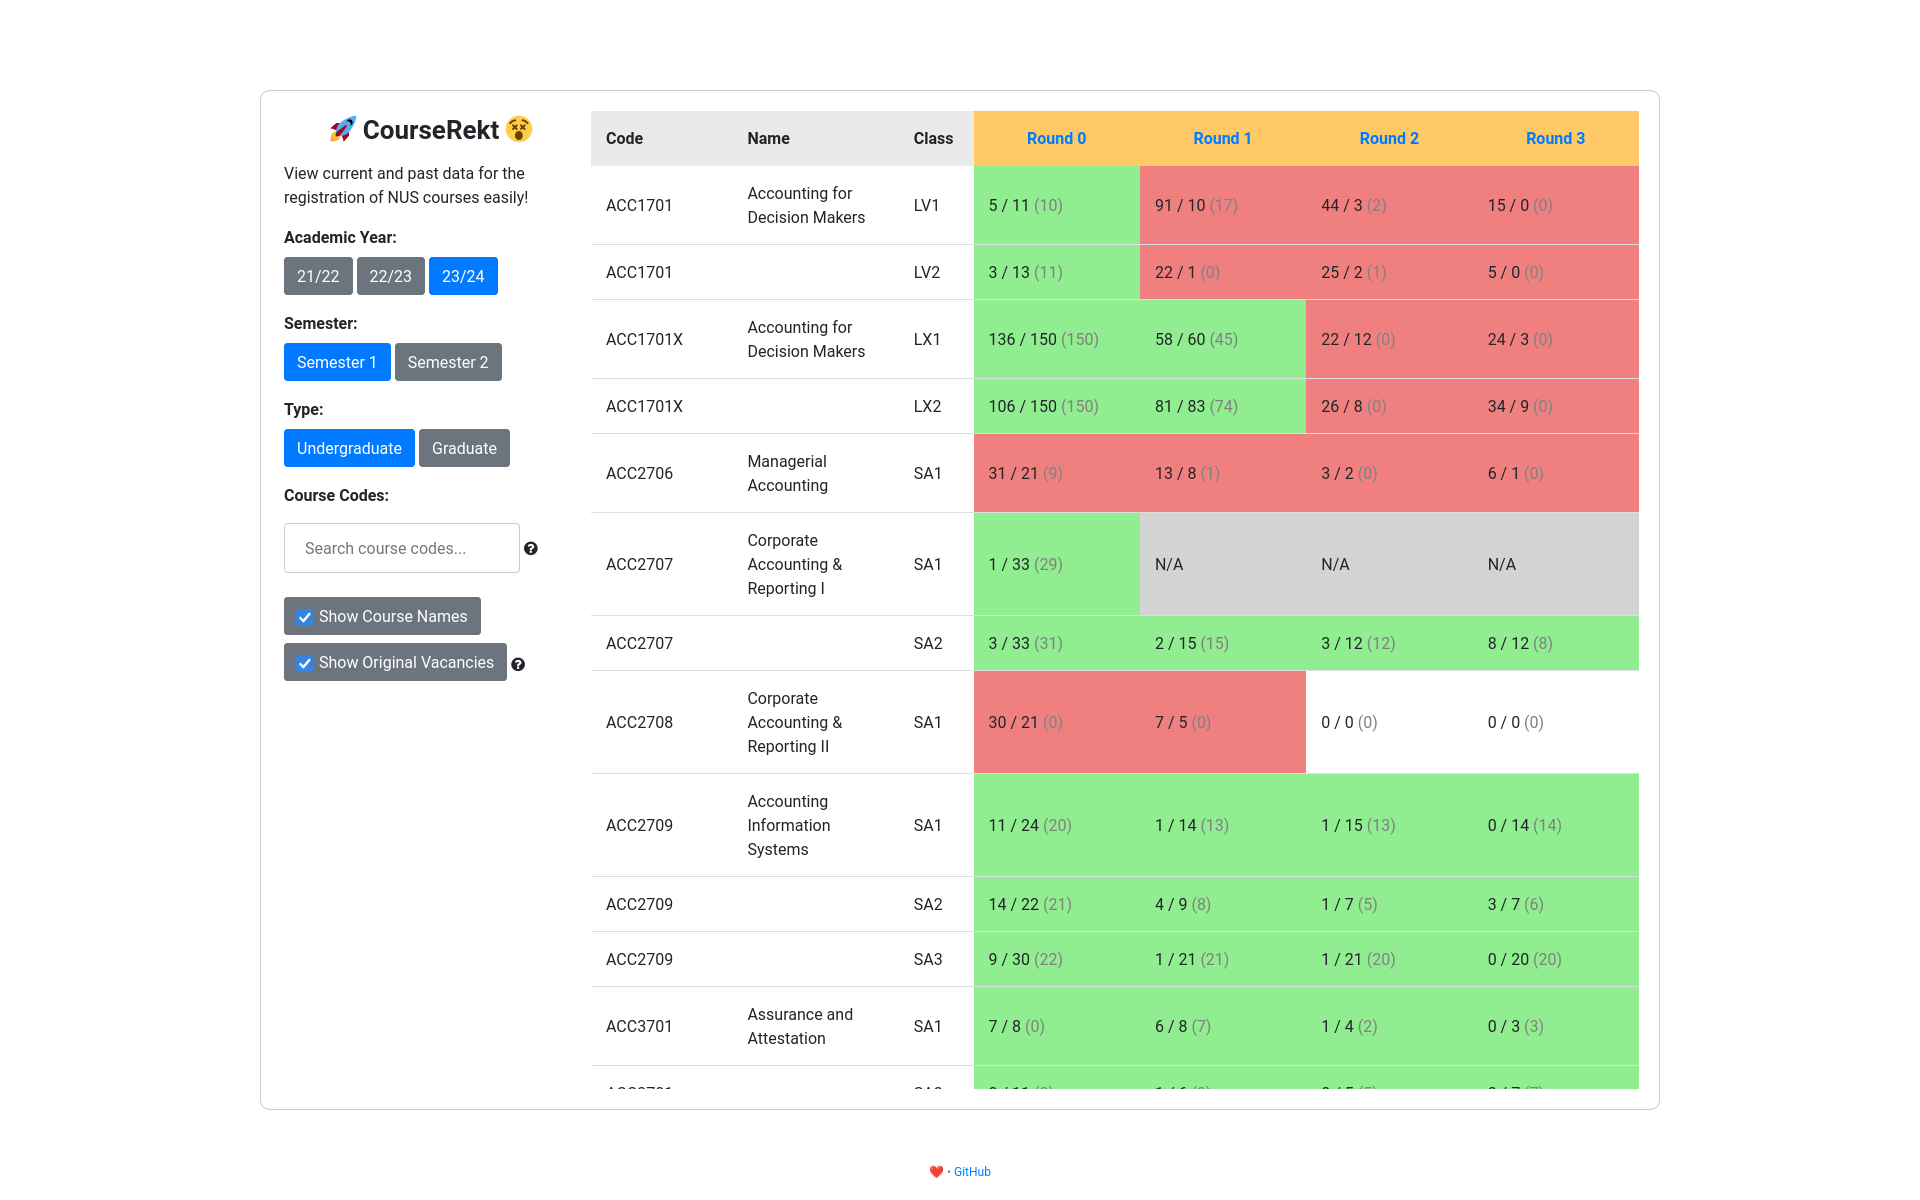 🚀 CourseRekt 😵
View current and past data for the
registration of NUS courses easily!
Academic Year:
21/22 22/23 23/24
Semester:
Semester 1 Semester 2
Type:
Undergraduate Graduate
Course Codes:
Search course codes...
Show Course Names
Show Original Vacancies
Code Name Class Round 0 Round 1 Round 2 Round 3
ACC1701 Accounting for
Decision Makers LV1 5 / 11 (10) 91 / 10 (17) 44 / 3 (2) 15 / 0 (0)
ACC1701 LV2 3 / 13 (11) 22 / 1 (0) 25 / 2 (1) 5 / 0 (0)
ACC1701X Accounting for
Decision Makers LX1 136 / 150 (150) 58 / 60 (45) 22 / 12 (0) 24 / 3 (0)
ACC1701X LX2 106 / 150 (150) 81 / 83 (74) 26 / 8 (0) 34 / 9 (0)
ACC2706 Managerial
Accounting SA1 31 / 21 (9) 13 / 8 (1) 3 / 2 (0) 6 / 1 (0)
ACC2707 Corporate
Accounting &
Reporting I SA1 1 / 33 (29) N/A N/A N/A
ACC2707 SA2 3 / 33 (31) 2 / 15 (15) 3 / 12 (12) 8 / 12 (8)
ACC2708 Corporate
Accounting &
Reporting II SA1 30 / 21 (0) 7 / 5 (0) 0 / 0 (0) 0 / 0 (0)
ACC2709 Accounting
Information
Systems SA1 11 / 24 (20) 1 / 14 (13) 1 / 15 (13) 0 / 14 (14)
ACC2709 SA2 14 / 22 (21) 4 / 9 (8) 1 / 7 (5) 3 / 7 (6)
ACC2709 SA3 9 / 30 (22) 1 / 21 (21) 1 / 21 (20) 0 / 20 (20)
ACC3701 Assurance and
Attestation SA1 7 / 8 (0) 6 / 8 (7) 1 / 4 (2) 0 / 3 (3)
❤️ • GitHub